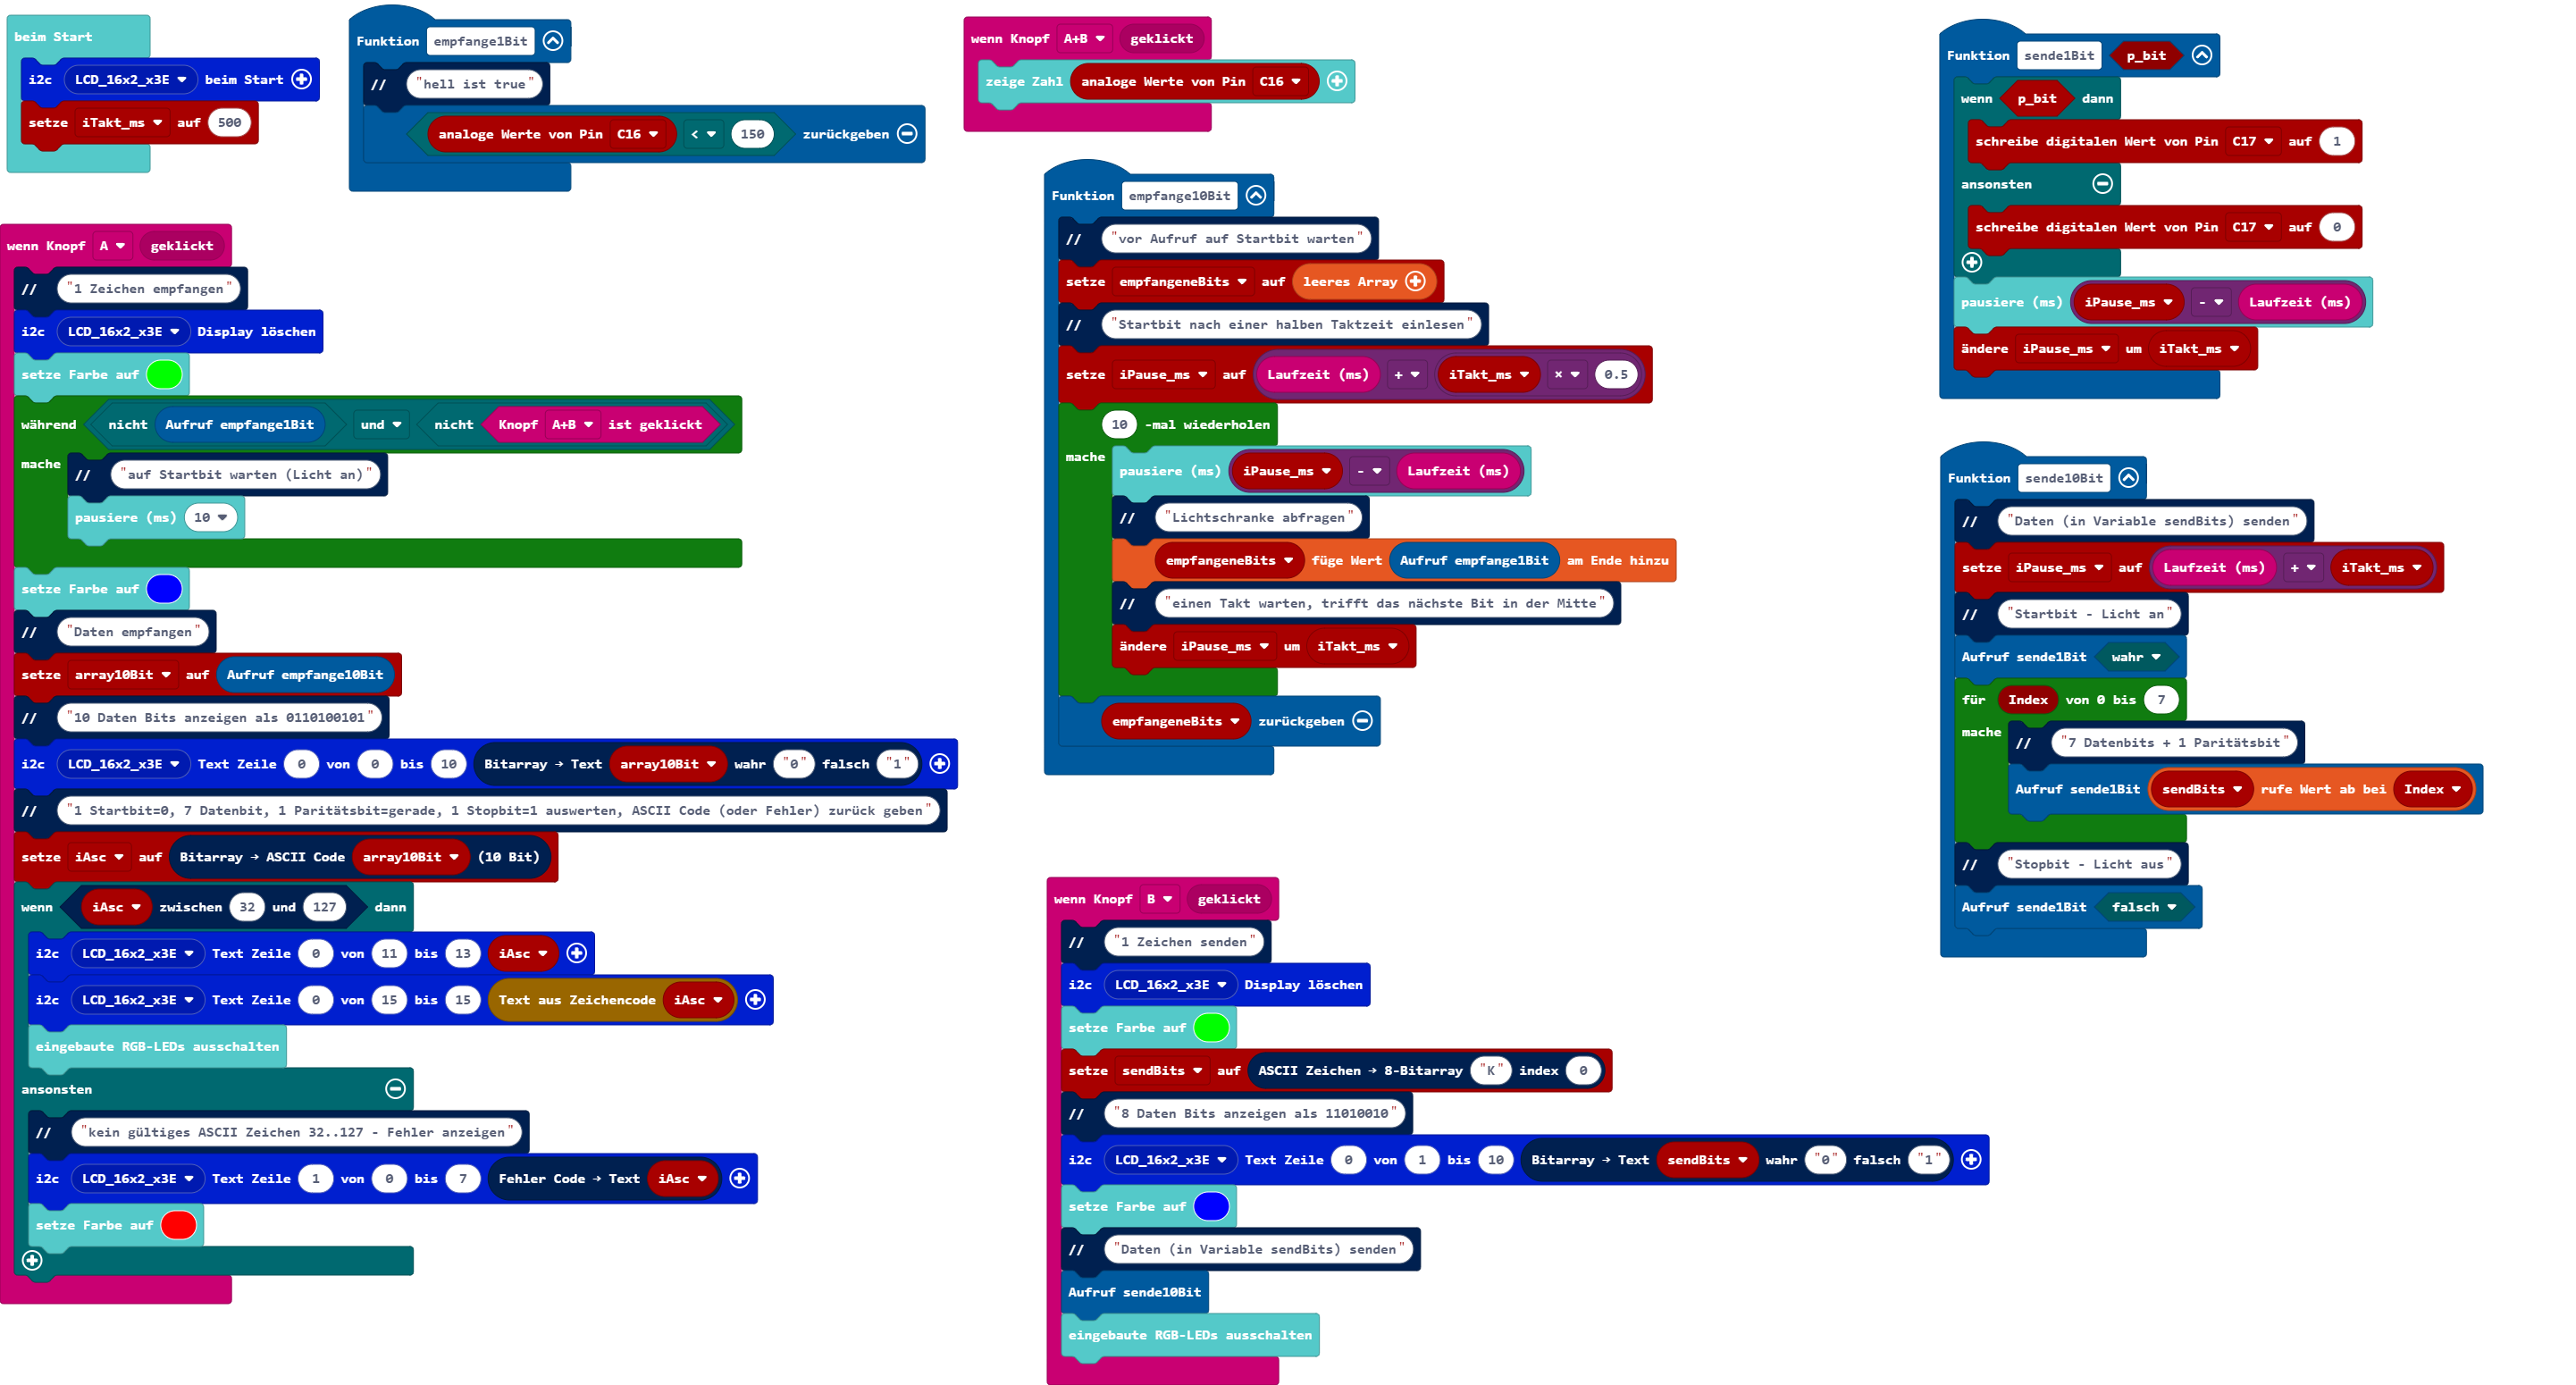 beim Start
i2c LCD_16x2_x3E beim Start
setze iTakt_ms auf 500
Funktion empfange1Bit
// "hell ist true"
analoge Werte von Pin C16 < 150 zurückgeben
wenn Knopf A geklickt
// "1 Zeichen empfangen"
i2c LCD_16x2_x3E Display löschen
setze Farbe auf
während nicht Aufruf empfange1Bit und nicht Knopf A+B ist geklickt
mache // "auf Startbit warten (Licht an)"
pausiere (ms) 10
setze Farbe auf
// "Daten empfangen"
setze array10Bit auf Aufruf empfange10Bit
// "10 Daten Bits anzeigen als 0110100101"
i2c LCD_16x2_x3E Text Zeile 0 von 0 bis 10 Bitarray → Text array10Bit wahr "0" falsch "1"
// "1 Startbit=0, 7 Datenbit, 1 Paritätsbit=gerade, 1 Stopbit=1 auswerten, ASCII Code (oder Fehler) zurück geben"
setze iAsc auf Bitarray → ASCII Code array10Bit (10 Bit)
wenn iAsc zwischen 32 und 127 dann
i2c LCD_16x2_x3E Text Zeile 0 von 11 bis 13 iAsc
i2c LCD_16x2_x3E Text Zeile 0 von 15 bis 15 Text aus Zeichencode iAsc
eingebaute RGB-LEDs ausschalten
ansonsten
// "kein gültiges ASCII Zeichen 32..127 - Fehler anzeigen"
i2c LCD_16x2_x3E Text Zeile 1 von 0 bis 7 Fehler Code → Text iAsc
setze Farbe auf
wenn Knopf A+B geklickt
zeige Zahl analoge Werte von Pin C16
Funktion empfange10Bit
// "vor Aufruf auf Startbit warten"
setze empfangeneBits auf leeres Array
// "Startbit nach einer halben Taktzeit einlesen"
setze iPause_ms auf Laufzeit (ms) + iTakt_ms × 0.5
10 -mal wiederholen
mache pausiere (ms) iPause_ms - Laufzeit (ms)
// "Lichtschranke abfragen"
empfangeneBits füge Wert Aufruf empfange1Bit am Ende hinzu
// "einen Takt warten, trifft das nächste Bit in der Mitte"
ändere iPause_ms um iTakt_ms
empfangeneBits zurückgeben
wenn Knopf B geklickt
// "1 Zeichen senden"
i2c LCD_16x2_x3E Display löschen
setze Farbe auf
setze sendBits auf ASCII Zeichen → 8-Bitarray "K" index 0
// "8 Daten Bits anzeigen als 11010010"
i2c LCD_16x2_x3E Text Zeile 0 von 1 bis 10 Bitarray → Text sendBits wahr "0" falsch "1"
setze Farbe auf
// "Daten (in Variable sendBits) senden"
Aufruf sende10Bit
eingebaute RGB-LEDs ausschalten
Funktion sende1Bit p_bit
wenn p_bit dann
schreibe digitalen Wert von Pin C17 auf 1
ansonsten
schreibe digitalen Wert von Pin C17 auf 0
pausiere (ms) iPause_ms - Laufzeit (ms)
ändere iPause_ms um iTakt_ms
Funktion sende10Bit
// "Daten (in Variable sendBits) senden"
setze iPause_ms auf Laufzeit (ms) + iTakt_ms
// "Startbit - Licht an"
Aufruf sende1Bit wahr
für Index von 0 bis 7
mache // "7 Datenbits + 1 Paritätsbit"
Aufruf sende1Bit sendBits rufe Wert ab bei Index
// "Stopbit - Licht aus"
Aufruf sende1Bit falsch